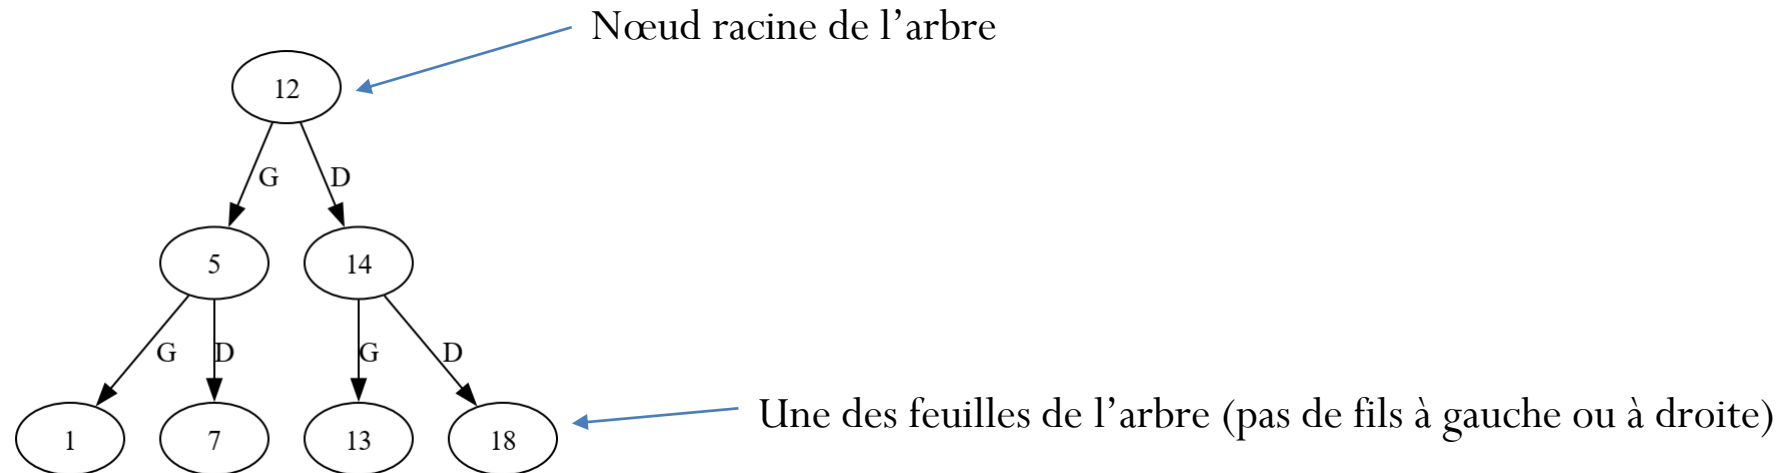 Nœud racine de l’arbre
12
G D
5 14
G D G D
1 7 13 18
Une des feuilles de l’arbre (pas de fils à gauche ou à droite)